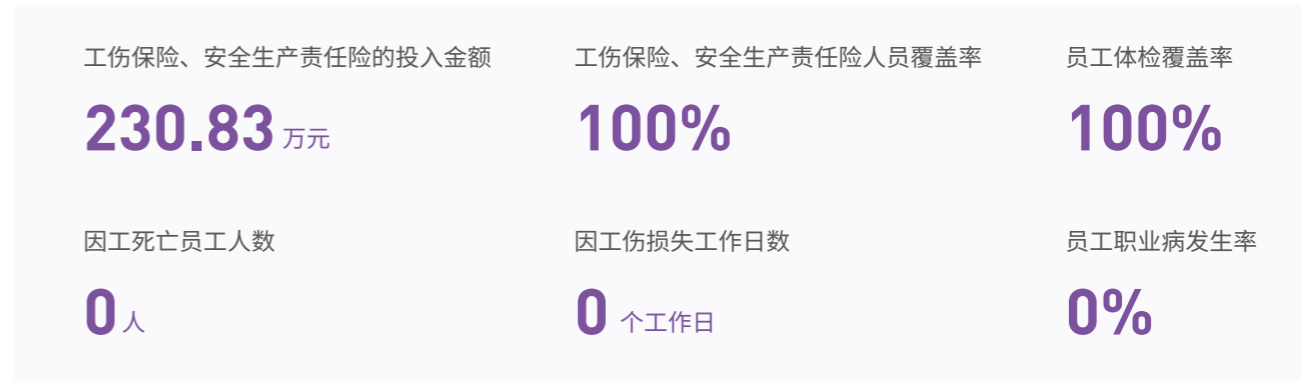 工伤保险、安全生产责任险的投入金额
230.83 万元
工伤保险、安全生产责任险人员覆盖率
100%
员工体检覆盖率
100%
因工死亡员工人数
0 人
因工伤损失工作日数
0 个工作日
员工职业病发生率
0%